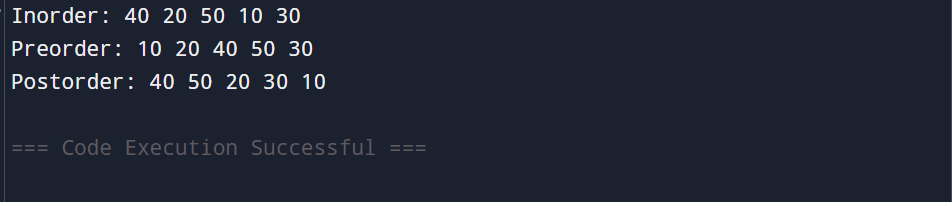 Inorder: 40 20 50 10 30
Preorder: 10 20 40 50 30
Postorder: 40 50 20 30 10
=== Code Execution Successful ===